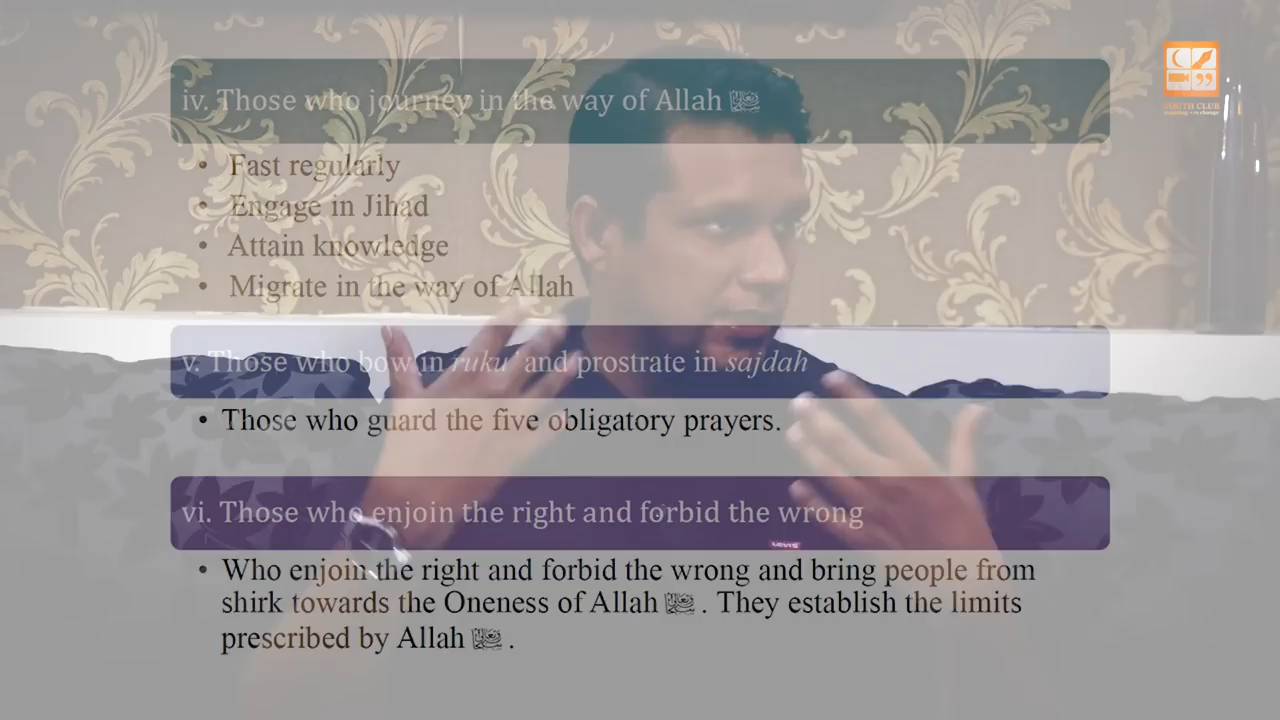 iv. Those who journey in the way of Allah ﷻ
• Fast regularly
• Engage in Jihad
• Attain knowledge
• Migrate in the way of Allah
v. Those who bow in ruku' and prostrate in sajdah
• Those who guard the five obligatory prayers.
vi. Those who enjoin the right and forbid the wrong
• Who enjoin the right and forbid the wrong and bring people from
shirk towards the Oneness of Allah ﷻ . They establish the limits
prescribed by Allah ﷻ .
YOUTH CLUB
Levi's